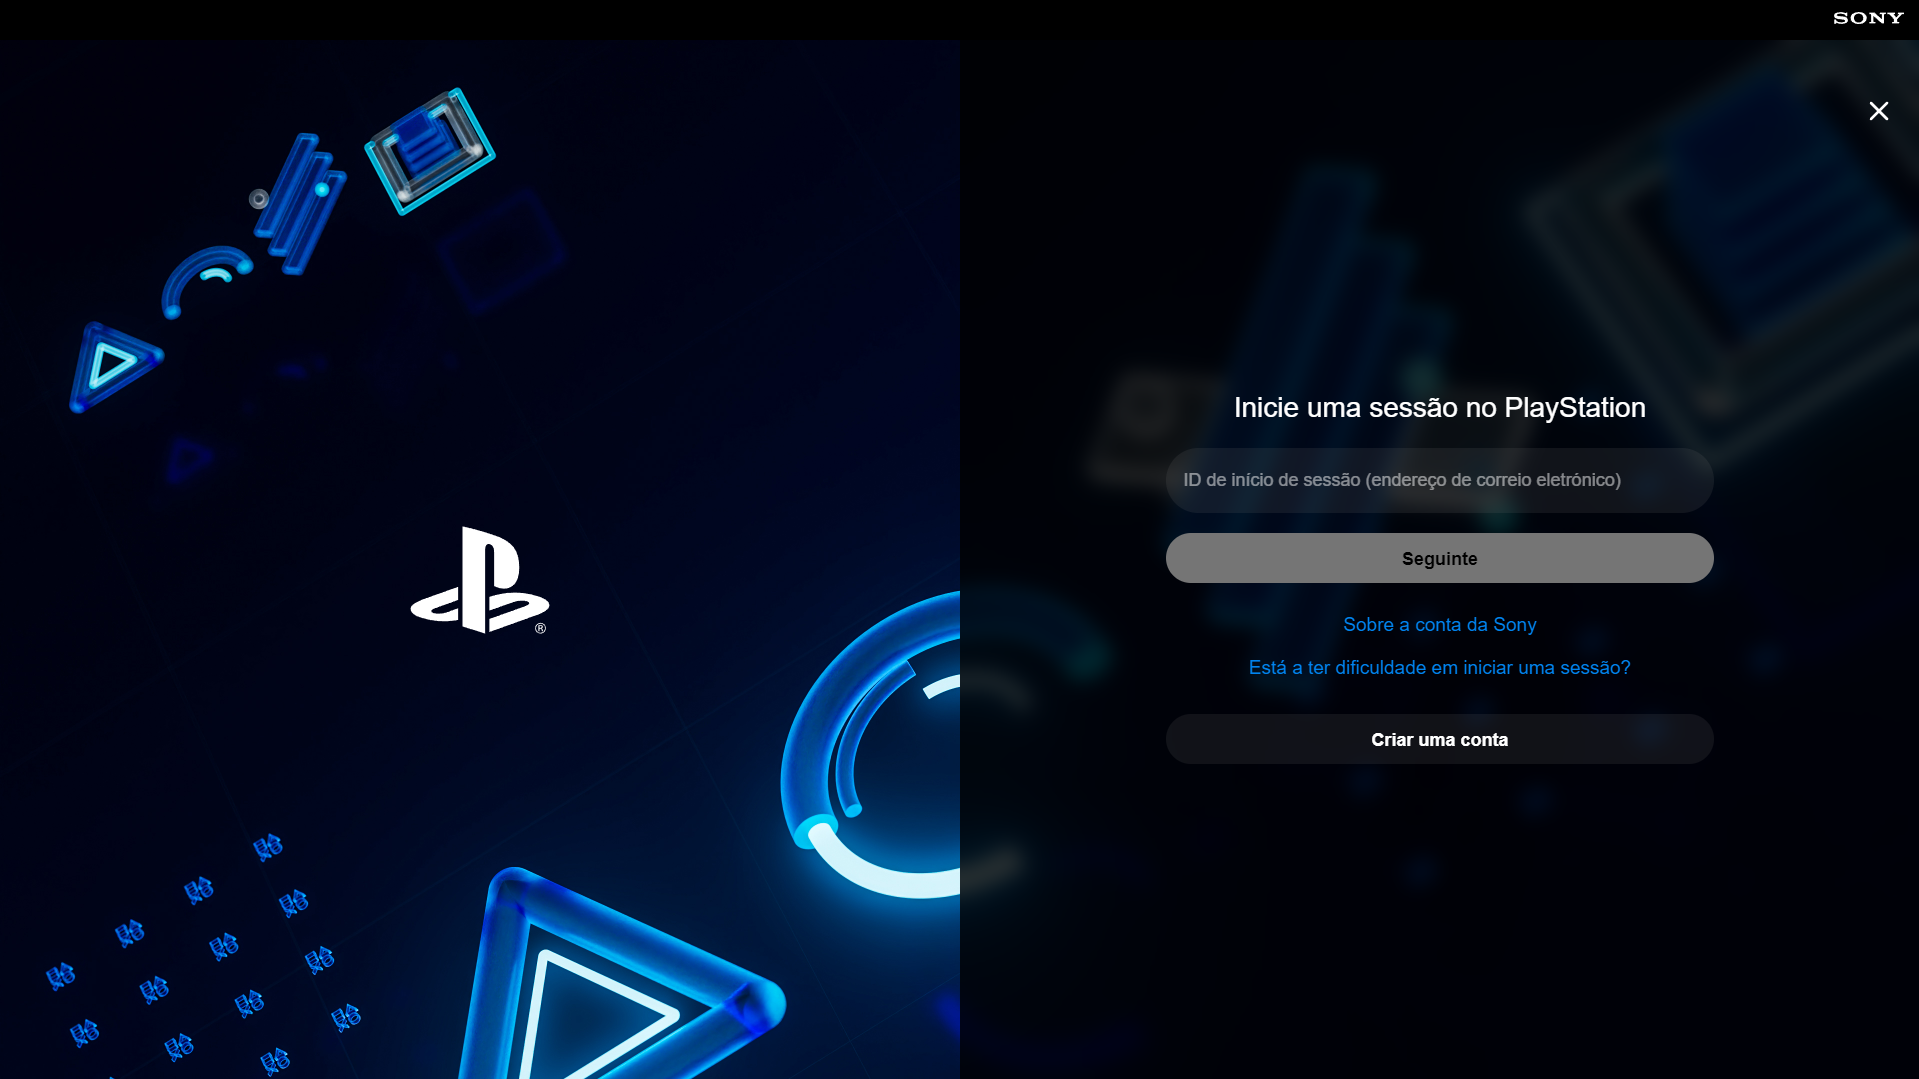 SONY
Inicie uma sessão no PlayStation
ID de início de sessão (endereço de correio eletrónico)
Seguinte
Sobre a conta da Sony
Está a ter dificuldade em iniciar uma sessão?
Criar uma conta
®